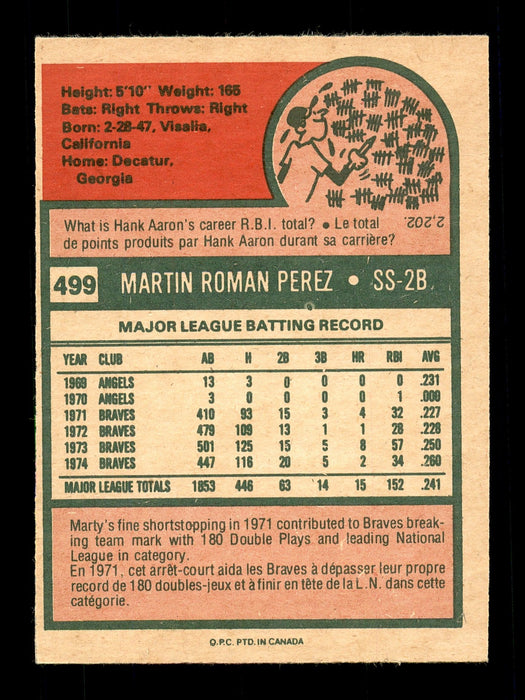 Height: 5'10" Weight: 165
Bats: Right Throws: Right
Born: 2-28-47, Visalia,
California
Home: Decatur,
Georgia
What is Hank Aaron's career R.B.I. total? • Le total
de points produits par Hank Aaron durant sa carrière?
2,202.
499 MARTIN ROMAN PEREZ • SS-2B
MAJOR LEAGUE BATTING RECORD
YEAR CLUB AB H 2B 3B HR RBI AVG
1969 ANGELS 13 3 0 0 0 0 .231
1970 ANGELS 3 0 0 0 0 1 .000
1971 BRAVES 410 93 15 3 4 32 .227
1972 BRAVES 479 109 13 1 1 28 .228
1973 BRAVES 501 125 15 5 8 57 .250
1974 BRAVES 447 116 20 5 2 34 .260
MAJOR LEAGUE TOTALS 1853 446 63 14 15 152 .241
Marty's fine shortstopping in 1971 contributed to Braves break-
ing team mark with 180 Double Plays and leading National
League in category.
En 1971, cet arrêt-court aida les Braves à dépasser leur propre
record de 180 doubles-jeux et à finir en tête de la L.N. dans cette
catégorie.
O.P.C. PTD. IN CANADA